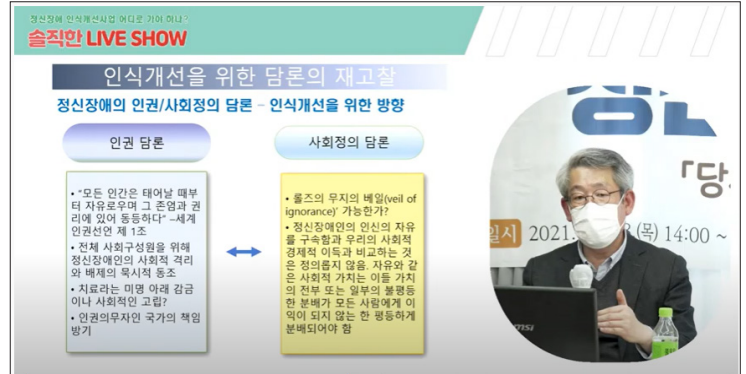 정신장애 인식개선사업 어디로 가야 하나?
솔직한 LIVE SHOW
인식개선을 위한 담론의 재고찰
정신장애의 인권/사회정의 담론 – 인식개선을 위한 방향
인권 담론
• "모든 인간은 태어날 때부
터 자유로우며 그 존엄과 권
리에 있어 동등하다" –세계
인권선언 제 1조
• 전체 사회구성원을 위해
정신장애인의 사회적 격리
와 배제의 묵시적 동조
• 치료라는 미명 아래 감금
이나 사회적인 고립?
• 인권의무자인 국가의 책임
방기
사회정의 담론
• 롤즈의 무지의 베일(veil of
ignorance)' 가능한가?
• 정신장애인의 인신의 자유
를 구속함과 우리의 사회적
경제적 이득과 비교하는 것
은 정의롭지 않음. 자유와 같
은 사회적 가치는 이들 가치
의 전부 또는 일부의 불평등
한 분배가 모든 사람에게 이
익이 되지 않는 한 평등하게
분배되어야 함
「당
일시 2021. (목) 14:00 ~
msi